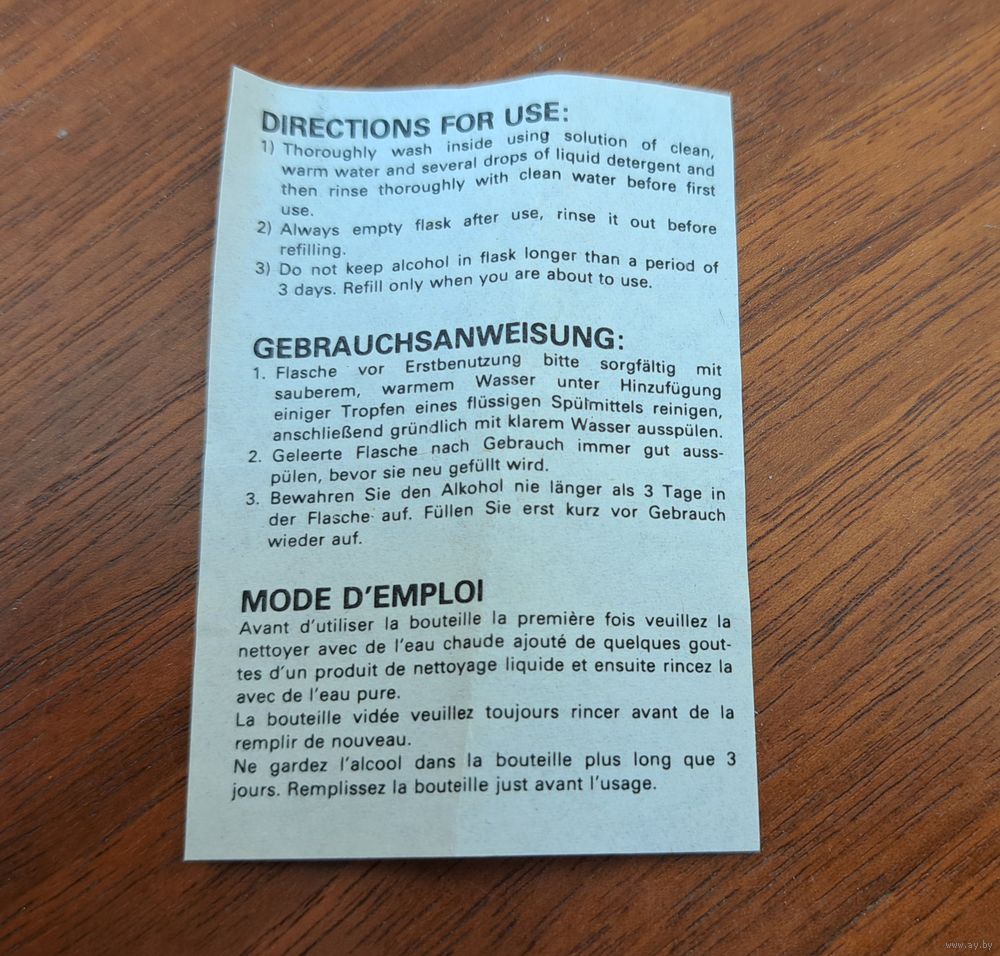 DIRECTIONS FOR USE:
1) Thoroughly wash inside using solution of clean,
warm water and several drops of liquid detergent and
then rinse thoroughly with clean water before first
use.
2) Always empty flask after use, rinse it out before
refilling.
3) Do not keep alcohol in flask longer than a period of
3 days. Refill only when you are about to use.
GEBRAUCHSANWEISUNG:
1. Flasche vor Erstbenutzung bitte sorgfältig mit
sauberem, warmem Wasser unter Hinzufügung
einiger Tropfen eines flüssigen Spülmittels reinigen,
anschließend gründlich mit klarem Wasser ausspülen.
2. Geleerte Flasche nach Gebrauch immer gut auss-
pülen, bevor sie neu gefüllt wird.
3. Bewahren Sie den Alkohol nie länger als 3 Tage in
der Flasche auf. Füllen Sie erst kurz vor Gebrauch
wieder auf.
MODE D'EMPLOI
Avant d'utiliser la bouteille la première fois veuillez la
nettoyer avec de l'eau chaude ajouté de quelques gout-
tes d'un produit de nettoyage liquide et ensuite rincez la
avec de l'eau pure.
La bouteille vidée veuillez toujours rincer avant de la
remplir de nouveau.
Ne gardez l'alcool dans la bouteille plus long que 3
jours. Remplissez la bouteille just avant l'usage.
www.ay.by